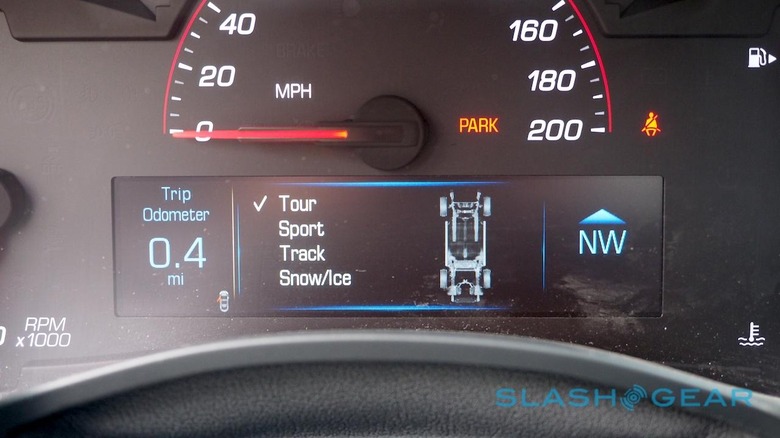 40
160
BRAKE
20
MPH
180
0
PARK
200
Trip
Odometer
0.4
mi
✓ Tour
Sport
Track
Snow/Ice
NW
RPM
x1000
SLASHGEAR